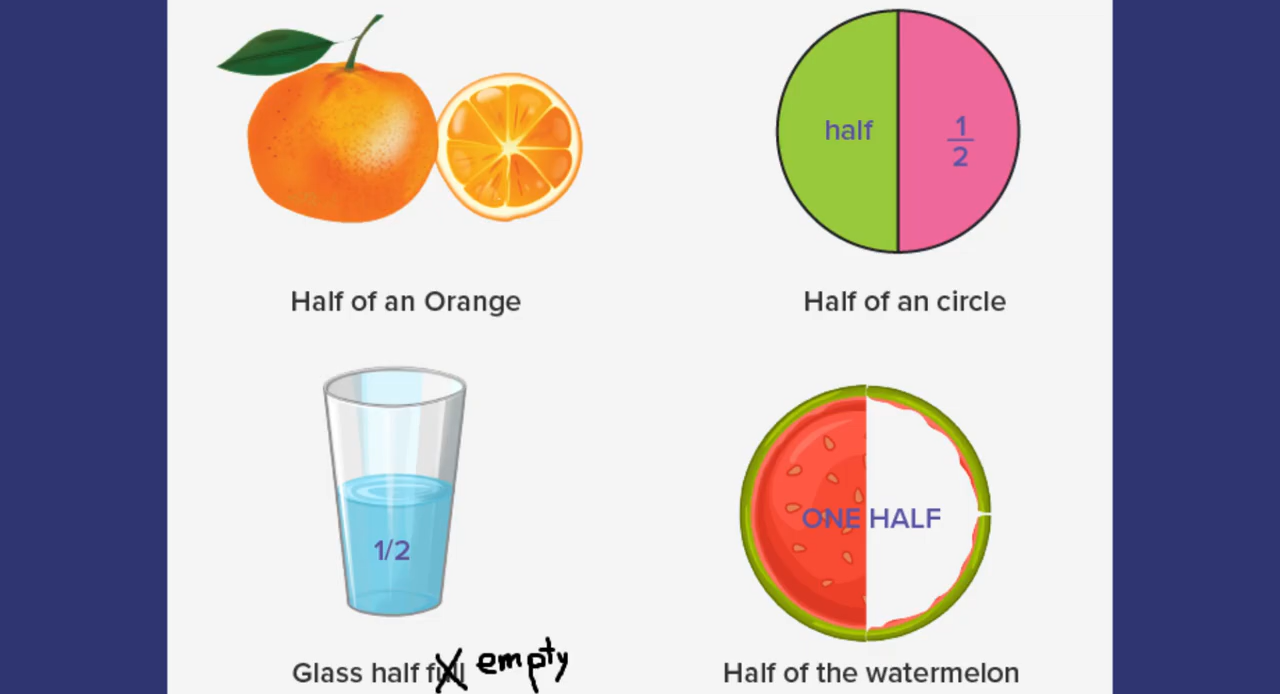 half
1
2
Half of an Orange
Half of an circle
1/2
ONE HALF
Glass half full empty
Half of the watermelon